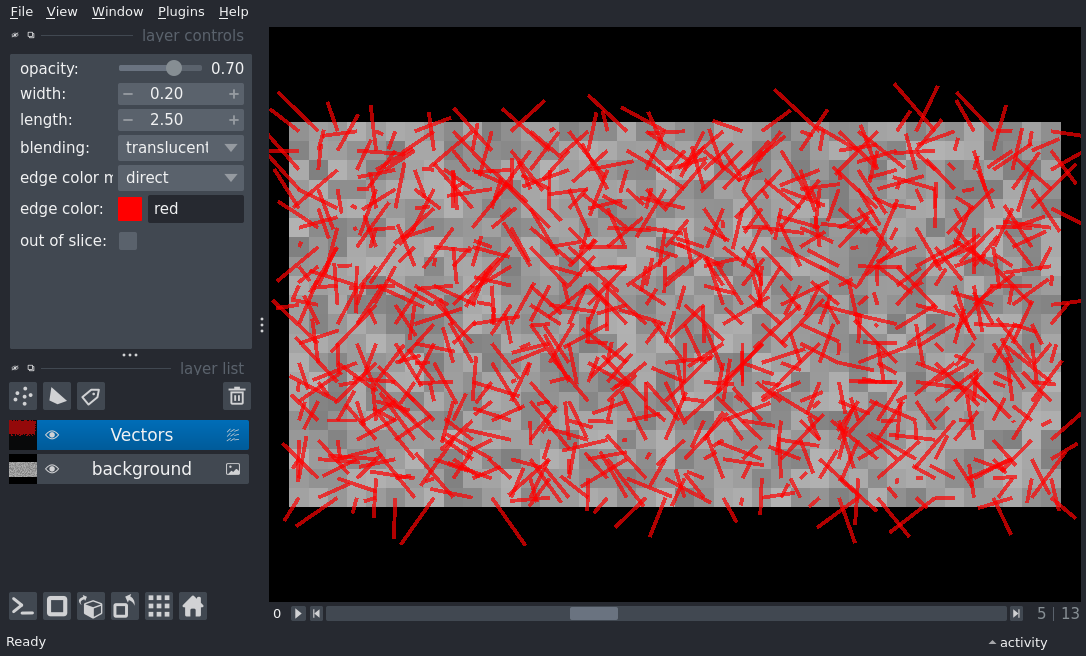 File View Window Plugins Help
layer controls
opacity: 0.70
width: − 0.20 +
length: − 2.50 +
blending: translucent
edge color m direct
edge color: red
out of slice:
layer list
Vectors
background
0 5 | 13
Ready activity